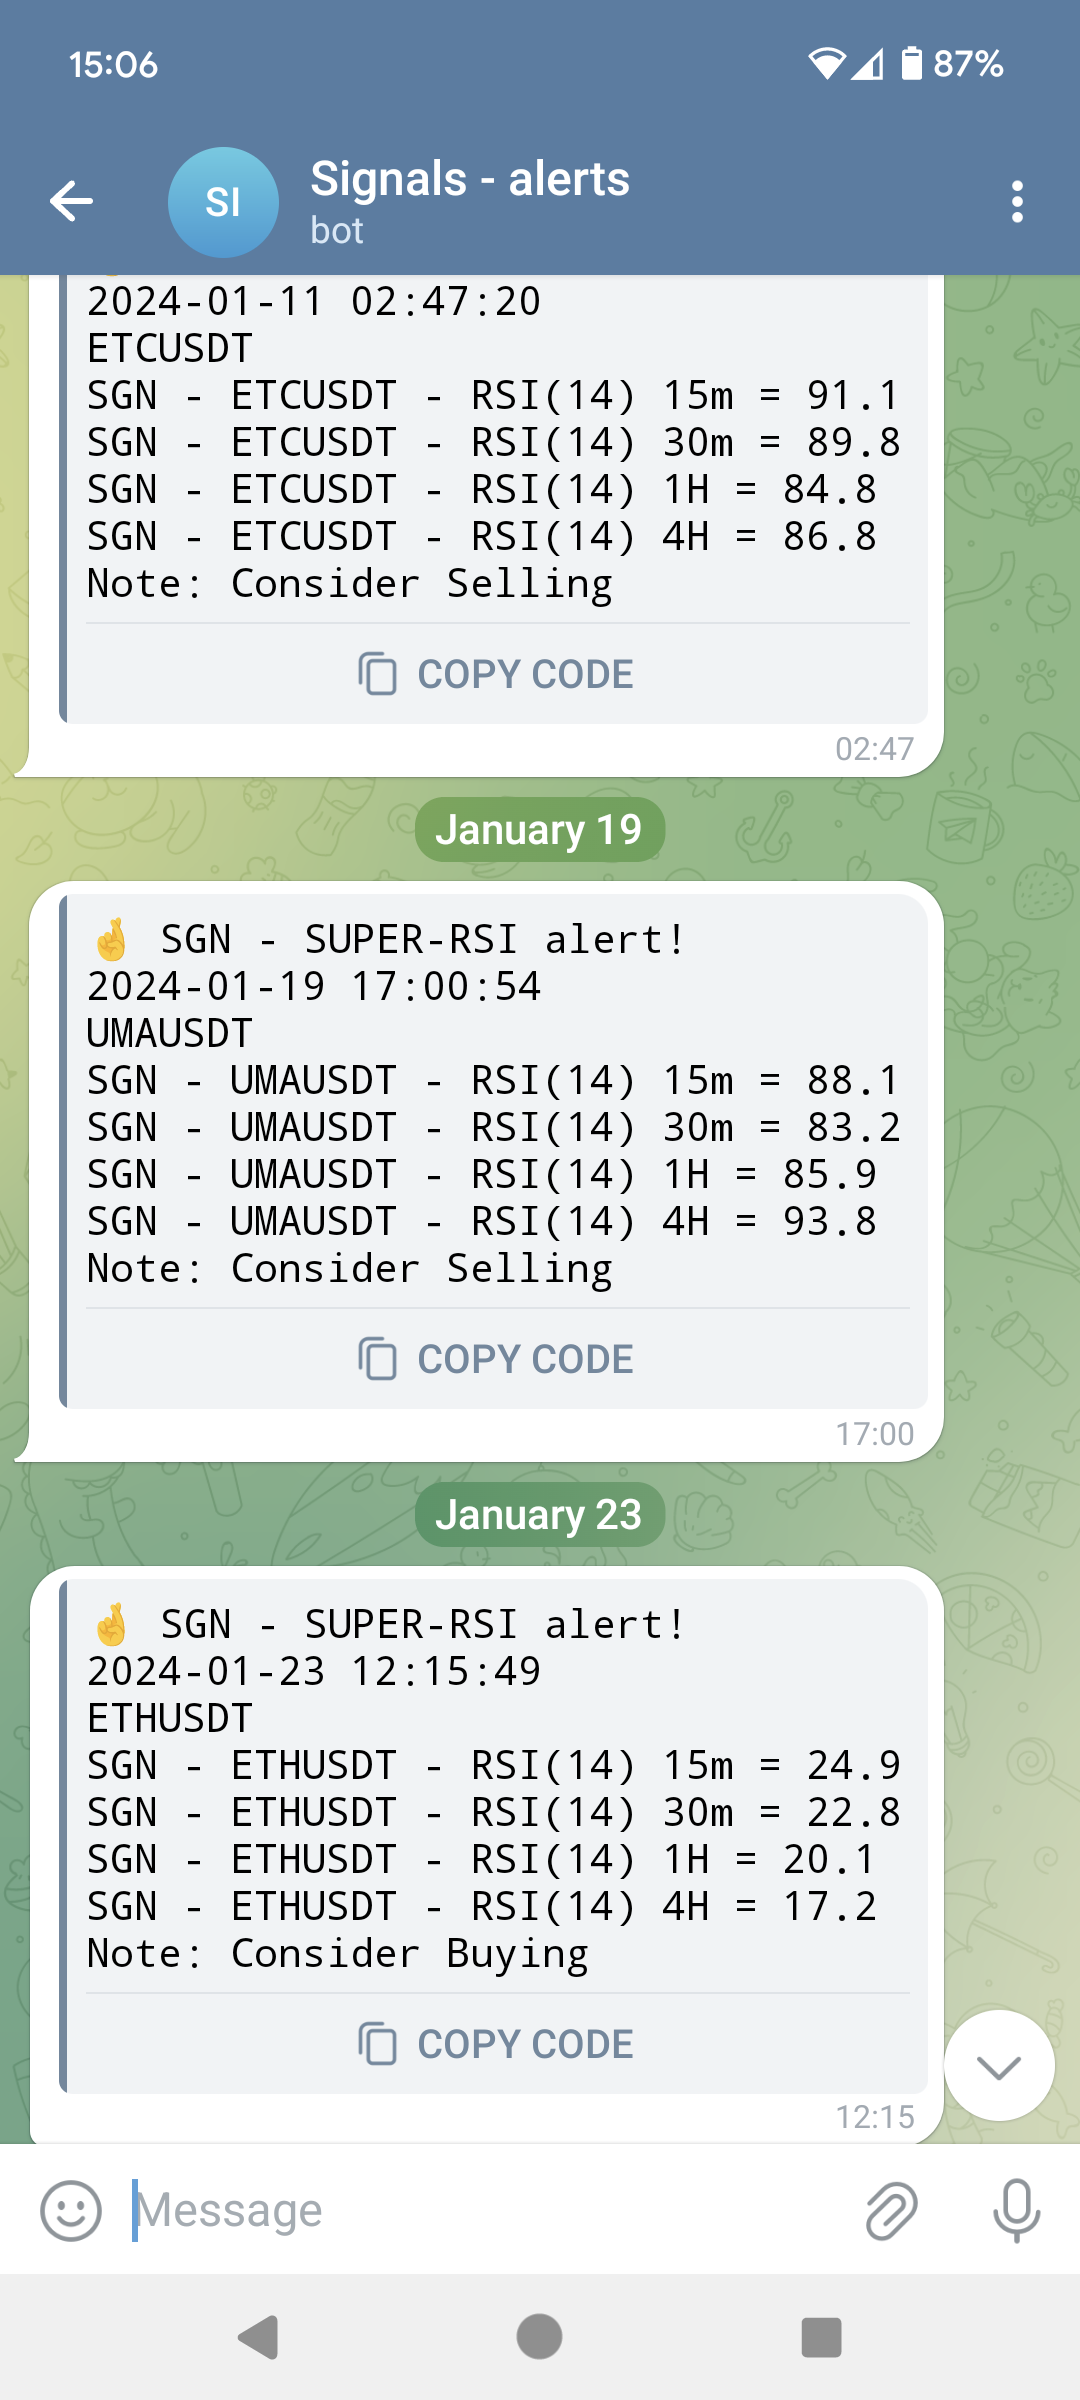 15:06
87%
SI
Signals - alerts
bot
2024-01-11 02:47:20
ETCUSDT
SGN - ETCUSDT - RSI(14) 15m = 91.1
SGN - ETCUSDT - RSI(14) 30m = 89.8
SGN - ETCUSDT - RSI(14) 1H = 84.8
SGN - ETCUSDT - RSI(14) 4H = 86.8
Note: Consider Selling
COPY CODE
02:47
January 19
🤞 SGN - SUPER-RSI alert!
2024-01-19 17:00:54
UMAUSDT
SGN - UMAUSDT - RSI(14) 15m = 88.1
SGN - UMAUSDT - RSI(14) 30m = 83.2
SGN - UMAUSDT - RSI(14) 1H = 85.9
SGN - UMAUSDT - RSI(14) 4H = 93.8
Note: Consider Selling
COPY CODE
17:00
January 23
🤞 SGN - SUPER-RSI alert!
2024-01-23 12:15:49
ETHUSDT
SGN - ETHUSDT - RSI(14) 15m = 24.9
SGN - ETHUSDT - RSI(14) 30m = 22.8
SGN - ETHUSDT - RSI(14) 1H = 20.1
SGN - ETHUSDT - RSI(14) 4H = 17.2
Note: Consider Buying
COPY CODE
12:15
Message